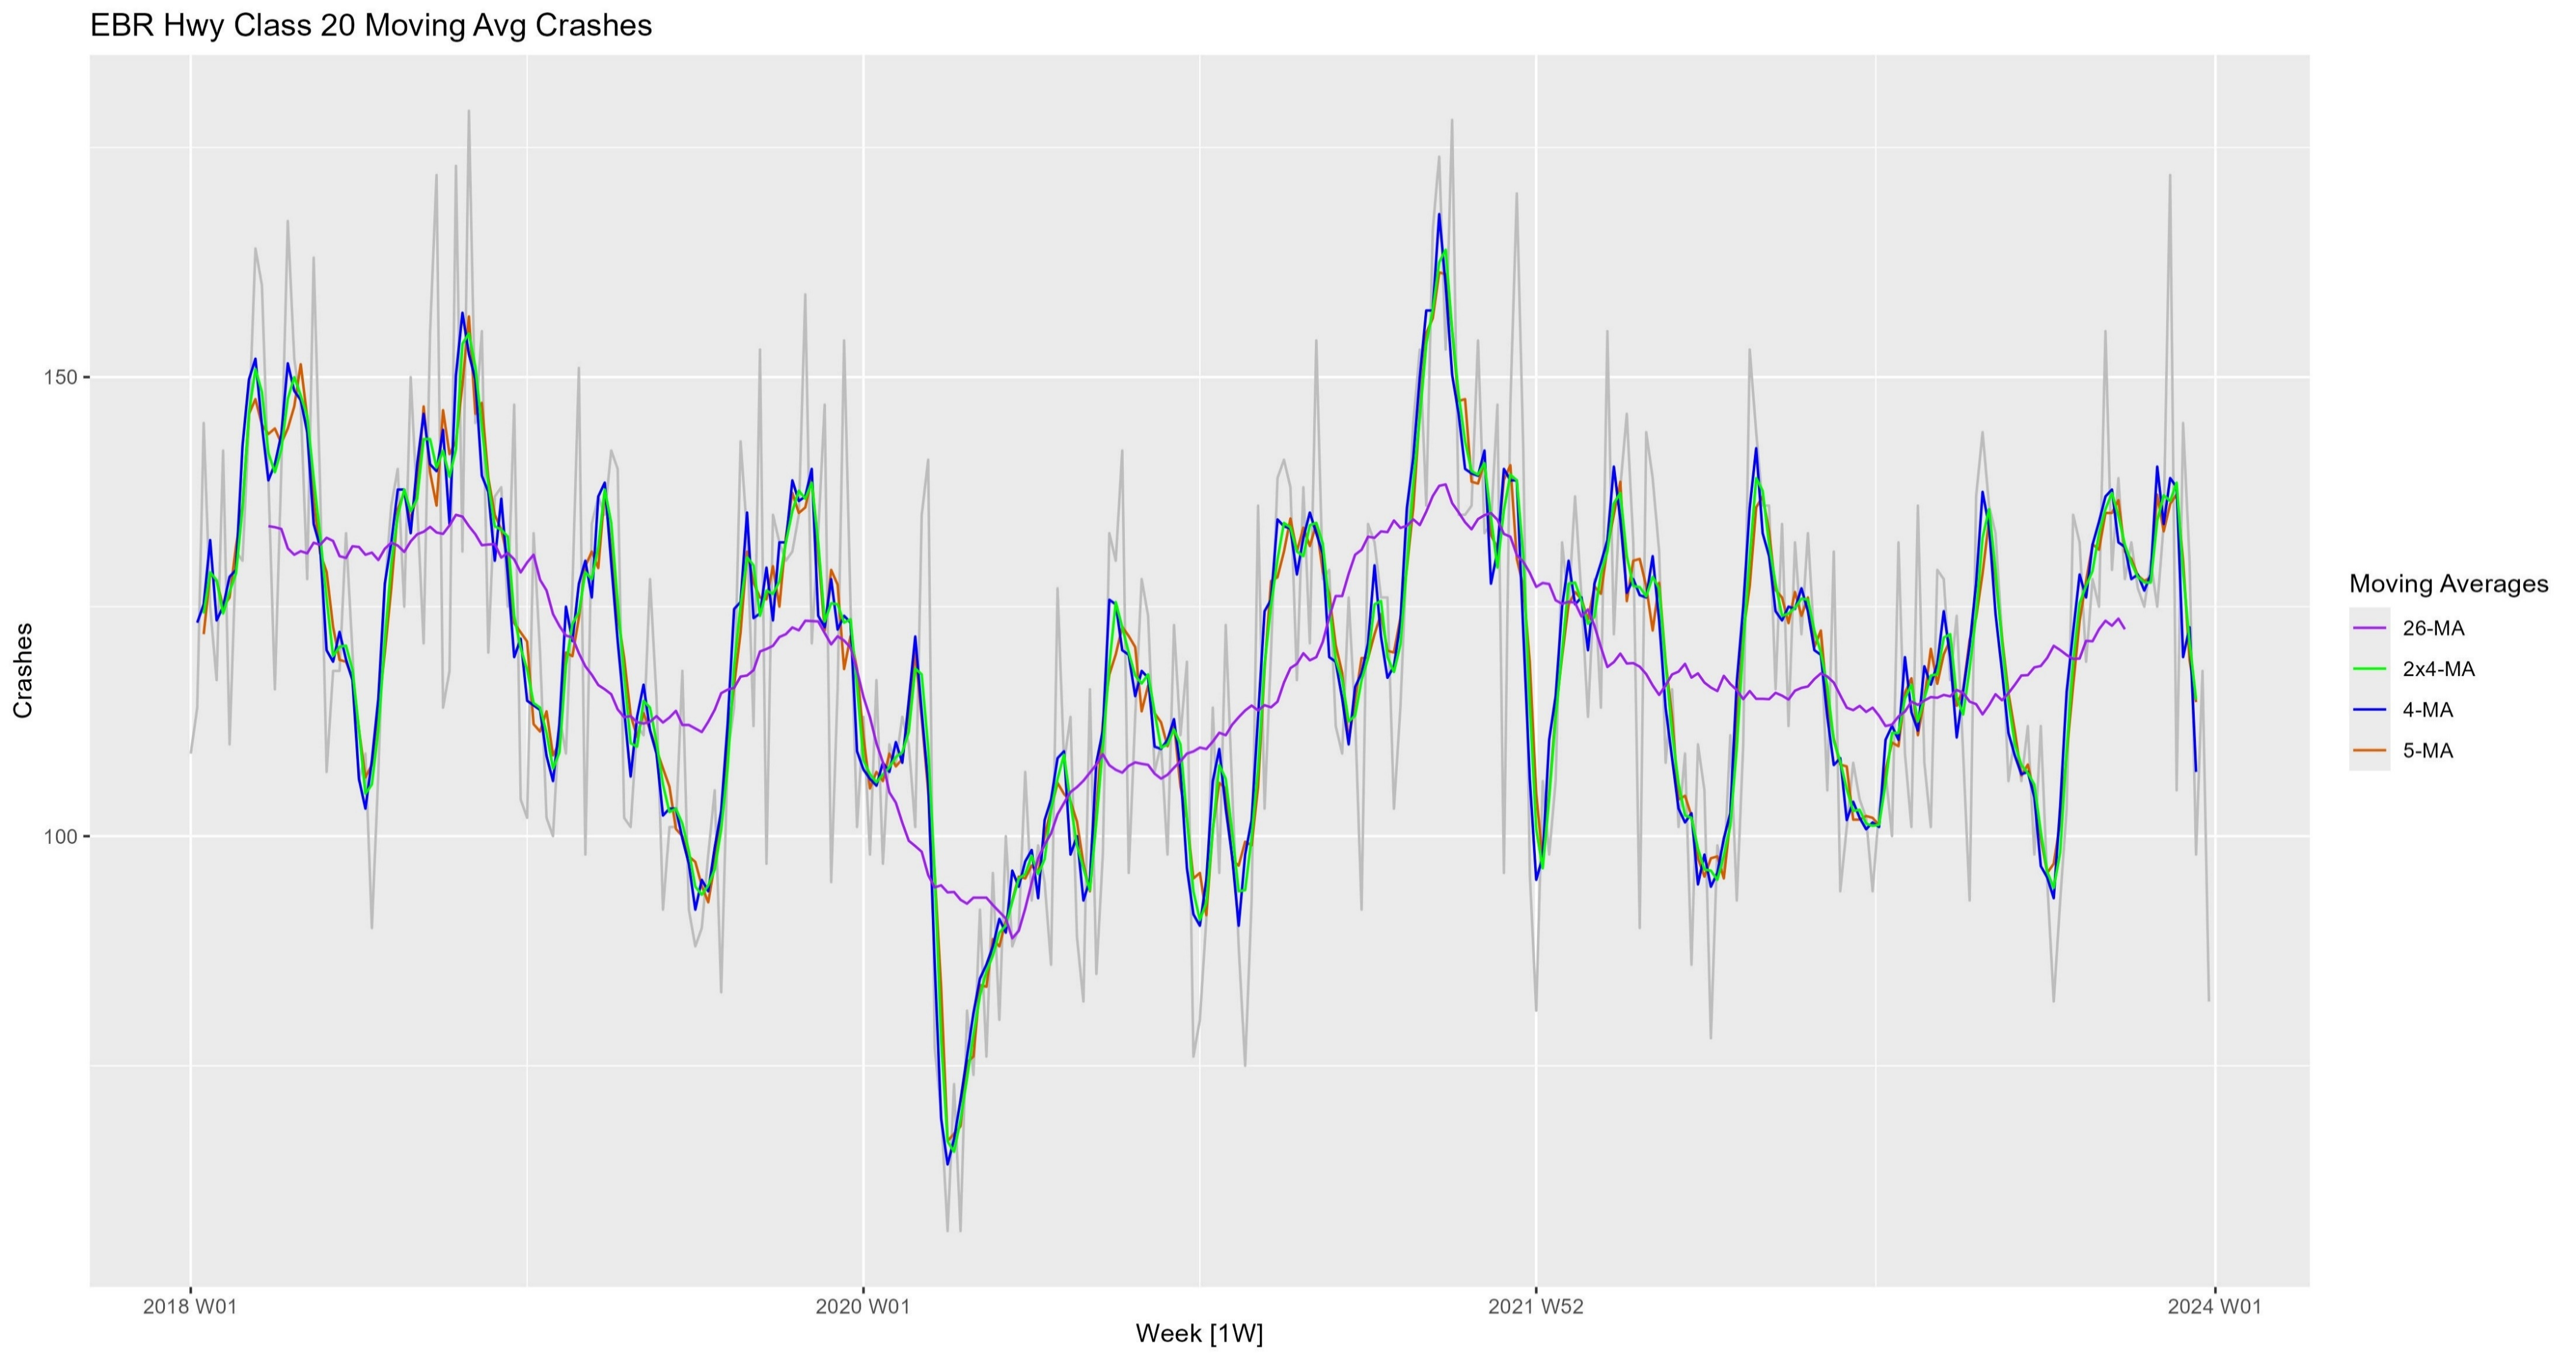 EBR Hwy Class 20 Moving Avg Crashes
150
100
Crashes
2018 W01
2020 W01
2021 W52
2024 W01
Week [1W]
Moving Averages
26-MA
2x4-MA
4-MA
5-MA